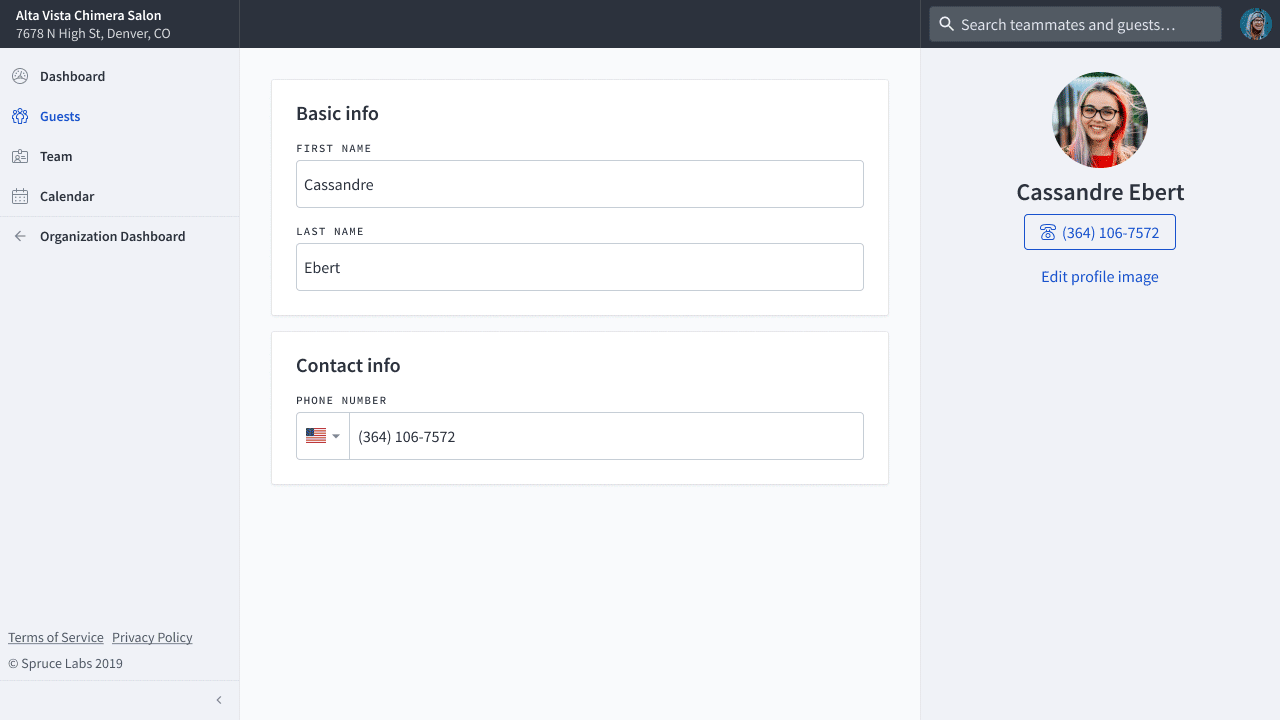 Alta Vista Chimera Salon
7678 N High St, Denver, CO
Search teammates and guests…
Dashboard
Guests
Team
Calendar
Organization Dashboard
Basic info
FIRST NAME
Cassandre
LAST NAME
Ebert
Contact info
PHONE NUMBER
(364) 106-7572
Cassandre Ebert
(364) 106-7572
Edit profile image
Terms of Service Privacy Policy
© Spruce Labs 2019